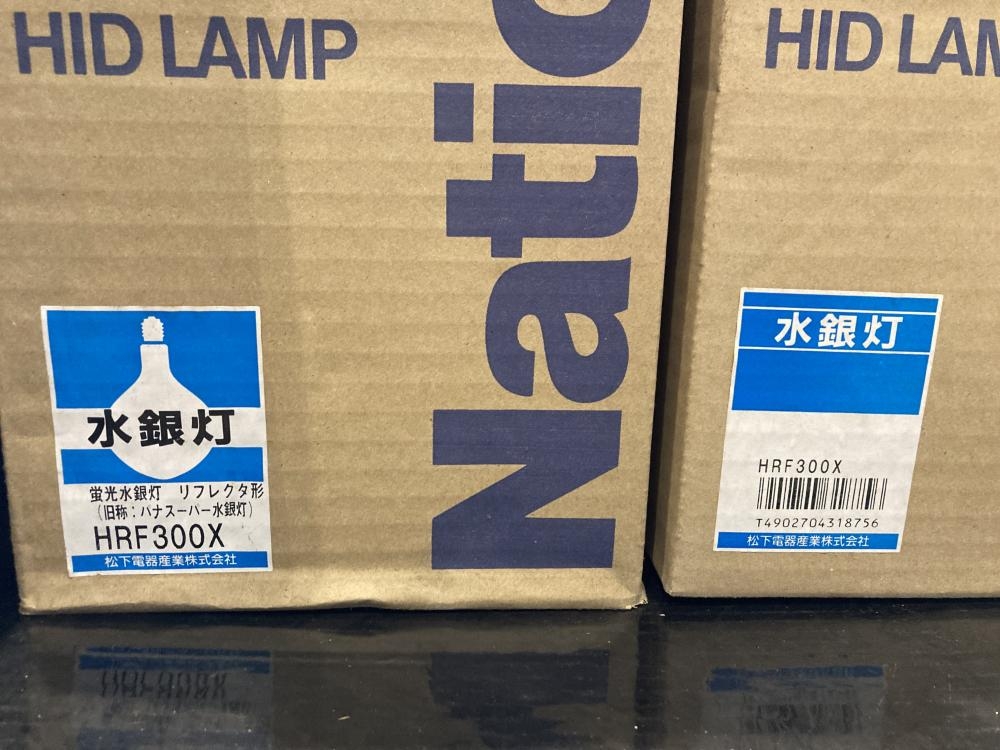 HID LAMP
Natio
水銀灯
蛍光水銀灯 リフレクタ形
(旧称:パナスーパー水銀灯)
HRF300X
松下電器産業株式会社
HID LAM
水銀灯
HRF300X
T4902704318756
松下電器産業株式会社